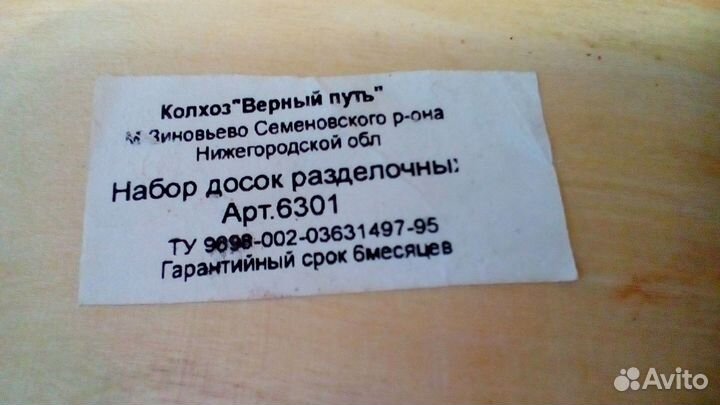 Колхоз"Верный путь"
М.Зиновьево Семеновского р-она
Нижегородской обл
Набор досок разделочных
Арт.6301
ТУ 9698-002-03631497-95
Гарантийный срок 6месяцев
Avito